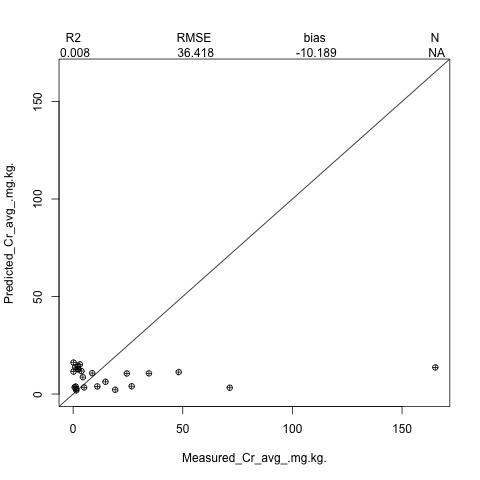 R2 RMSE bias N
0.008 36.418 -10.189 NA
Predicted_Cr_avg_.mg.kg.
150
100
50
0
0 50 100 150
Measured_Cr_avg_.mg.kg.